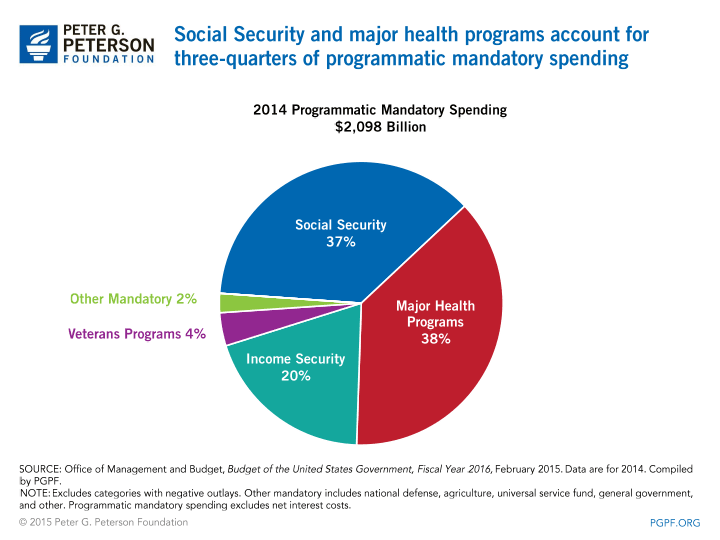 PETER G.
PETERSON
FOUNDATION
Social Security and major health programs account for
three-quarters of programmatic mandatory spending
2014 Programmatic Mandatory Spending
$2,098 Billion
Social Security
37%
Major Health
Programs
38%
Other Mandatory 2%
Veterans Programs 4%
Income Security
20%
SOURCE: Office of Management and Budget, Budget of the United States Government, Fiscal Year 2016, February 2015. Data are for 2014. Compiled
by PGPF.
NOTE: Excludes categories with negative outlays. Other mandatory includes national defense, agriculture, universal service fund, general government,
and other. Programmatic mandatory spending excludes net interest costs.
© 2015 Peter G. Peterson Foundation
PGPF.ORG